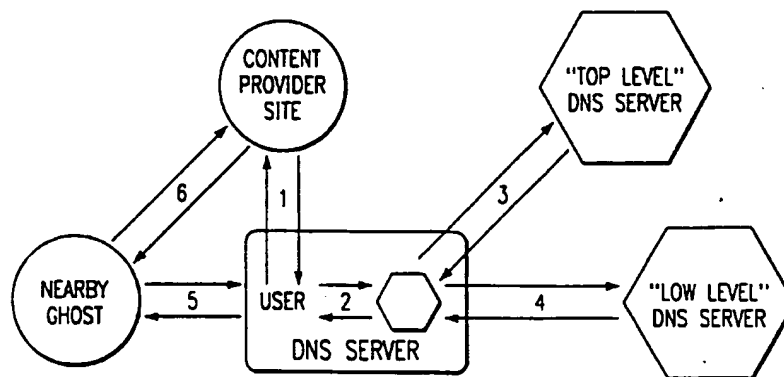 CONTENT
PROVIDER
SITE
"TOP LEVEL"
DNS SERVER
6
1
3
NEARBY
GHOST
5
USER
2
4
"LOW LEVEL"
DNS SERVER
DNS SERVER